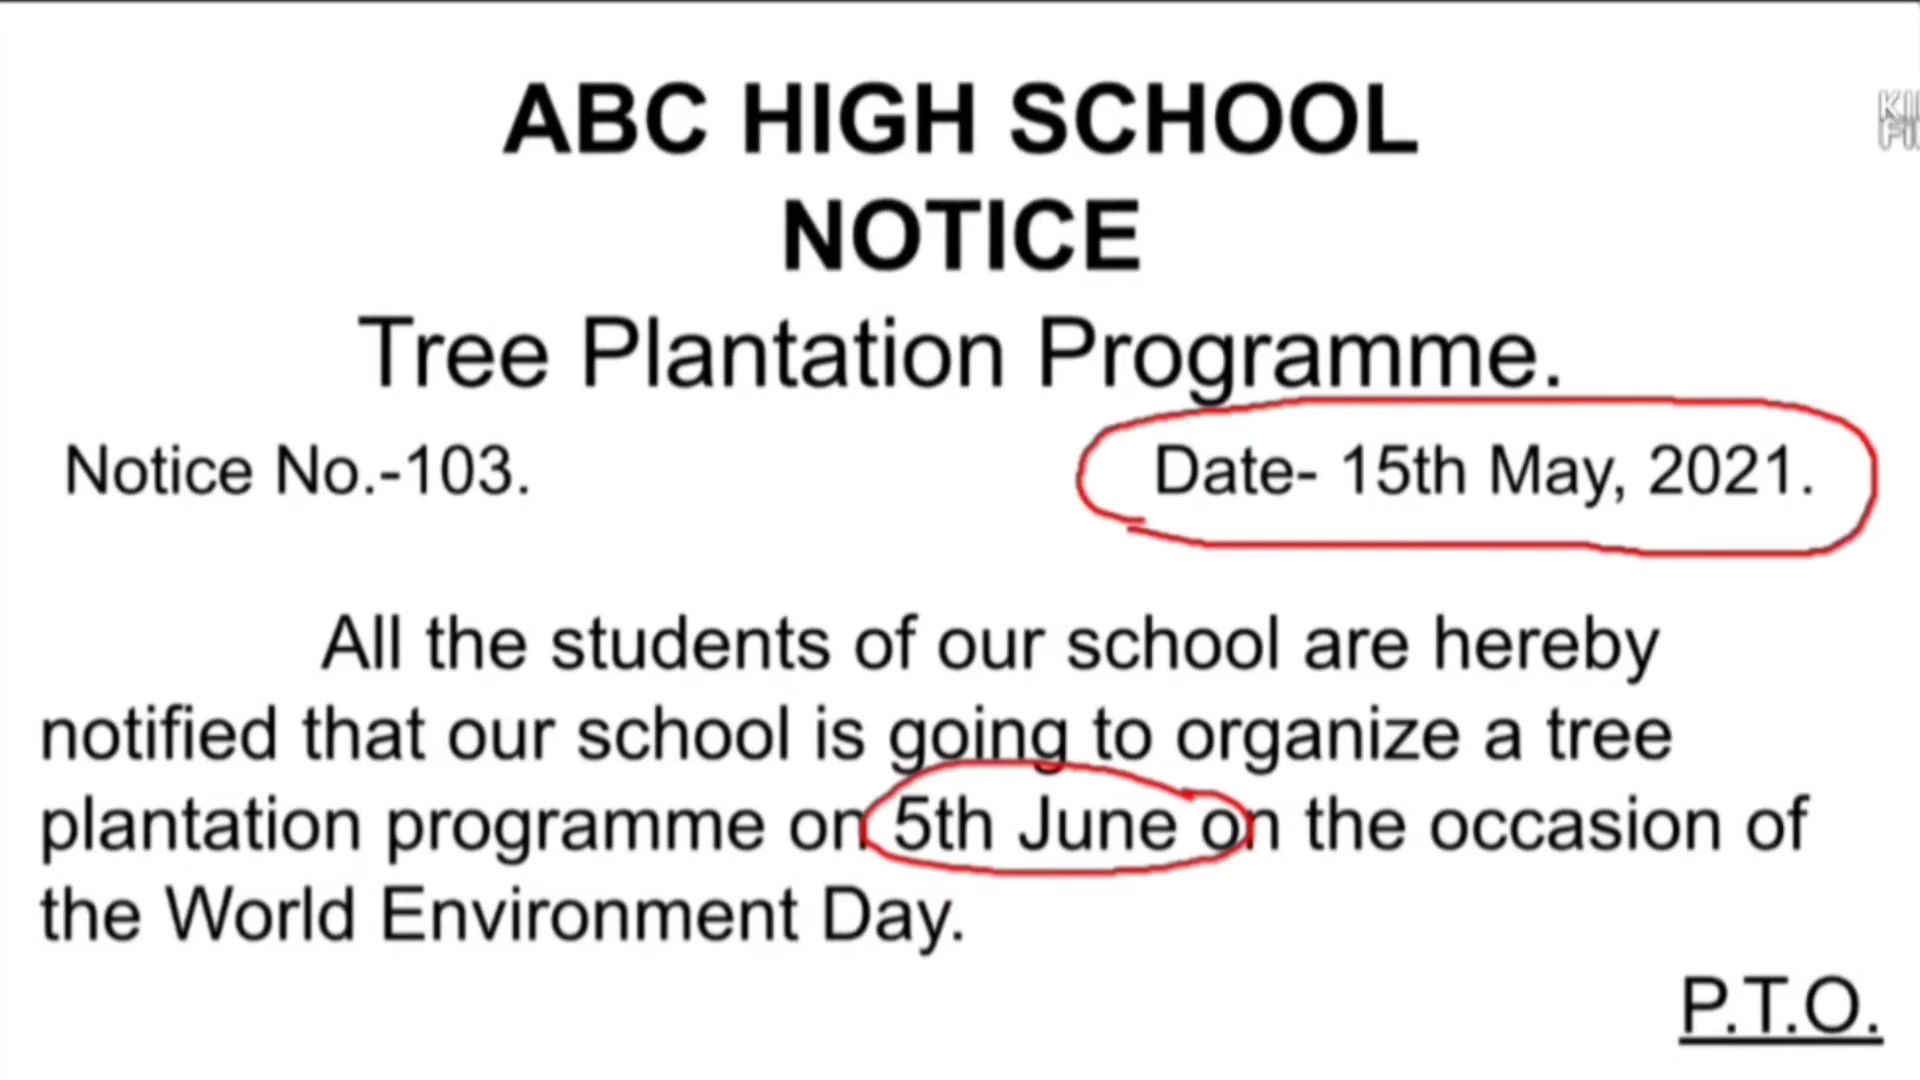 ABC HIGH SCHOOL
NOTICE
Tree Plantation Programme.
Notice No.-103. Date- 15th May, 2021.
All the students of our school are hereby
notified that our school is going to organize a tree
plantation programme on 5th June on the occasion of
the World Environment Day.
P.T.O.